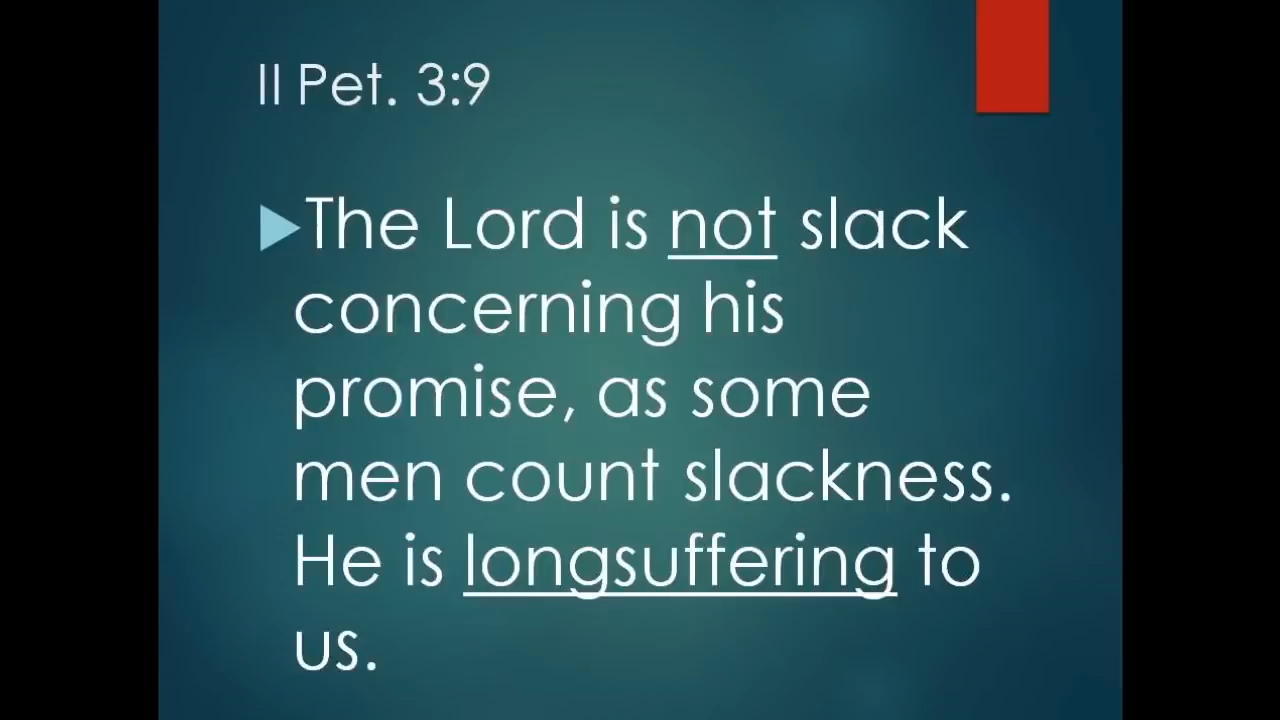 II Pet. 3:9
The Lord is not slack
concerning his
promise, as some
men count slackness.
He is longsuffering to
us.